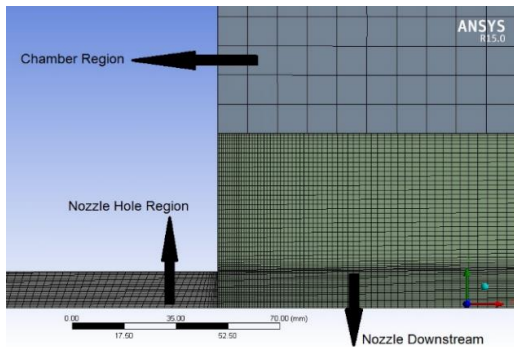 ANSYS
R15.0
Chamber Region
Nozzle Hole Region
0.00 35.00 70.00 (mm)
17.50 52.50
Nozzle Downstream